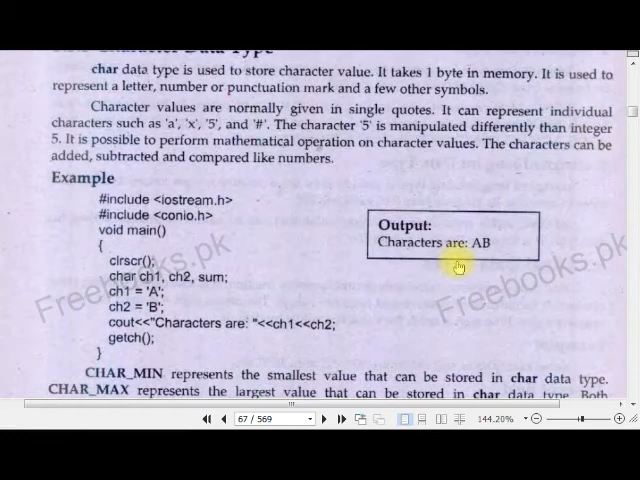 char data type is used to store character value. It takes 1 byte in memory. It is used to
represent a letter, number or punctuation mark and a few other symbols.
Character values are normally given in single quotes. It can represent individual
characters such as 'a', 'x', '5', and '#'. The character '5' is manipulated differently than integer
5. It is possible to perform mathematical operation on character values. The characters can be
added, subtracted and compared like numbers.
Example
#include <iostream.h>
#include <conio.h>
void main()
{
clrscr();
char ch1, ch2, sum;
ch1 = 'A';
ch2 = 'B';
cout<<"Characters are: "<<ch1<<ch2;
getch();
}
Output:
Characters are: AB
Freebooks.pk
Freebooks.pk
CHAR_MIN represents the smallest value that can be stored in char data type.
CHAR_MAX represents the largest value that can be stored in char data type. Both
67 / 569
144.20%